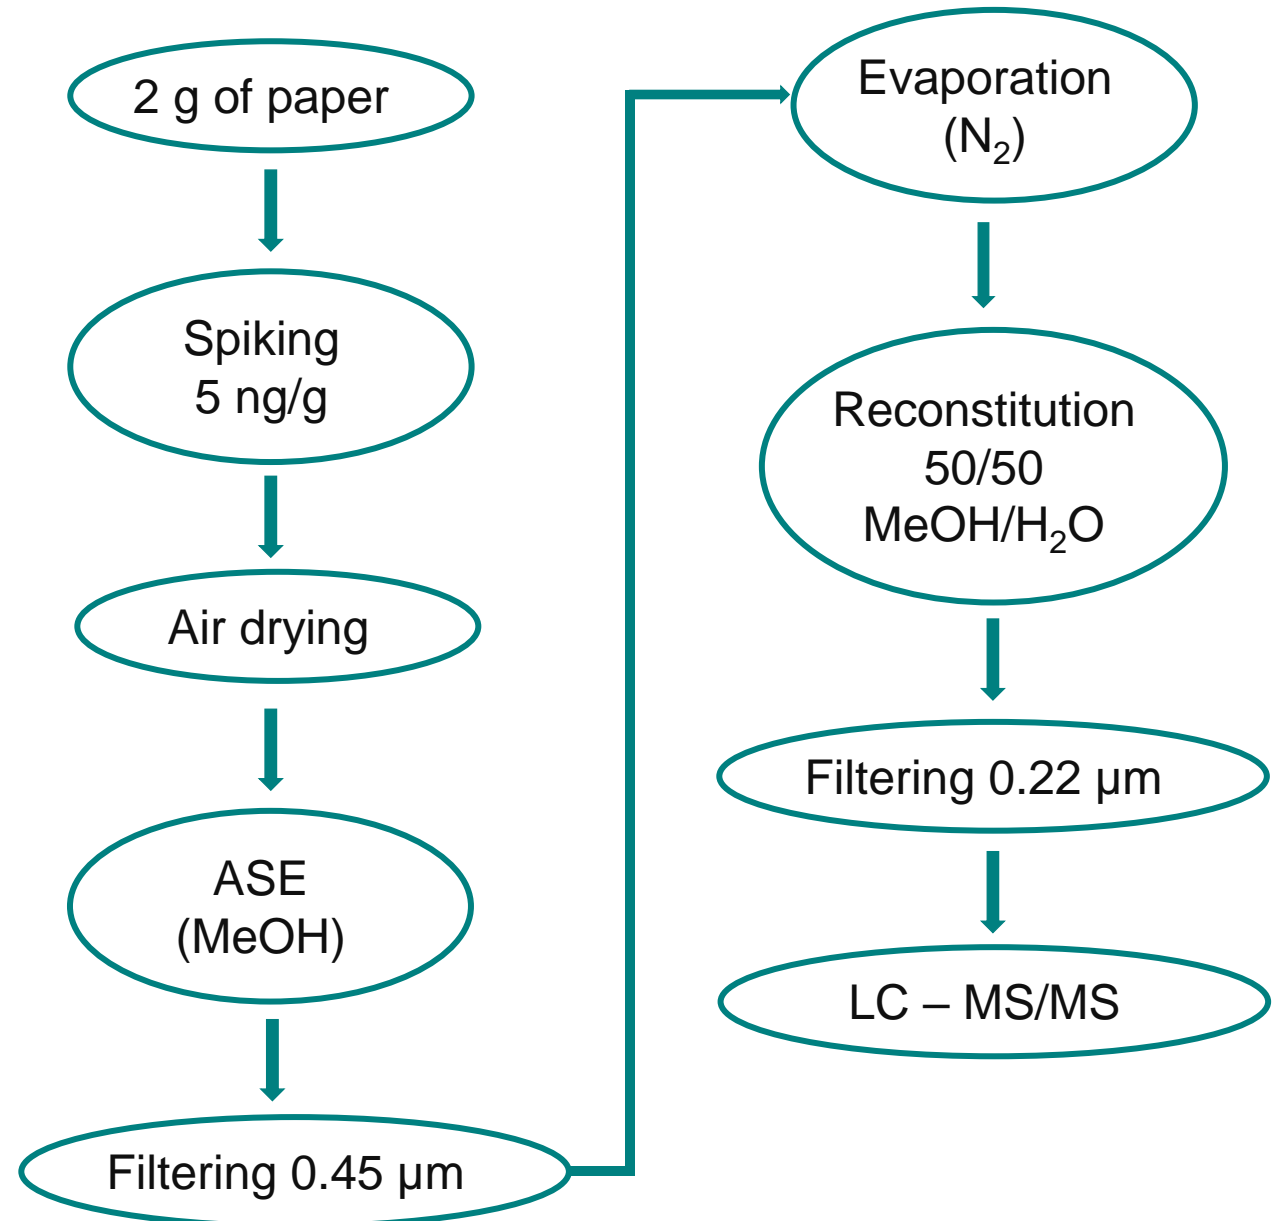 2 g of paper
Spiking
5 ng/g
Air drying
ASE
(MeOH)
Filtering 0.45 µm
Evaporation
(N₂)
Reconstitution
50/50
MeOH/H₂O
Filtering 0.22 µm
LC – MS/MS